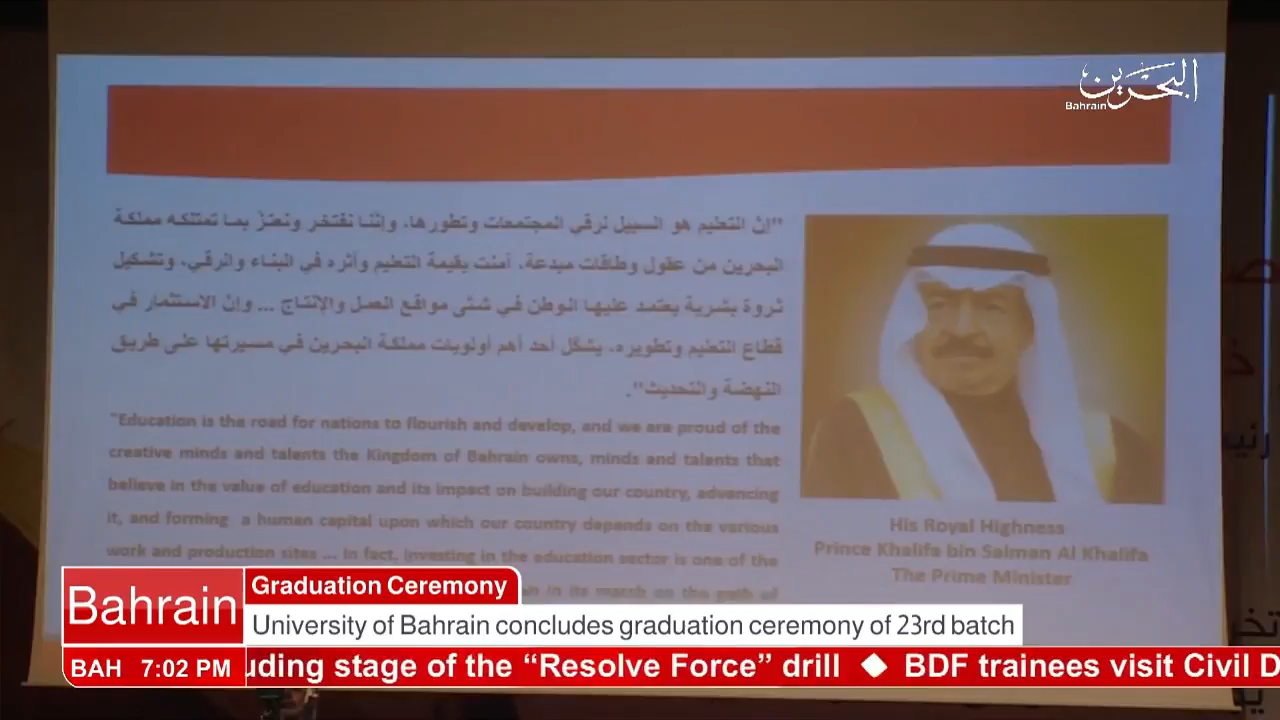 البحرين
Bahrain
"إن التعليم هو السبيل لرقي المجتمعات وتطورها، وإننا نفتخر ونعتز بما تمتلكه مملكة
البحرين من عقول وطاقات مبدعة، آمنت بقيمة التعليم وأثره في البناء والرقي، وتشكيل
ثروة بشرية يعتمد عليها الوطن في شتى مواقع العمل والإنتاج ... وإن الاستثمار في
قطاع التعليم وتطويره، يشكل أحد أهم أولويات مملكة البحرين في مسيرتها على طريق
النهضة والتحديث".
"Education is the road for nations to flourish and develop, and we are proud of the
creative minds and talents the Kingdom of Bahrain owns, minds and talents that
believe in the value of education and its impact on building our country, advancing
it, and forming a human capital upon which our country depends on the various
work and production sites ... In fact, investing in the education sector is one of the
in its march on the path of
His Royal Highness
Prince Khalifa bin Salman Al Khalifa
The Prime Minister
Bahrain
Graduation Ceremony
University of Bahrain concludes graduation ceremony of 23rd batch
BAH 7:02 PM
uding stage of the “Resolve Force” drill ◆ BDF trainees visit Civil D